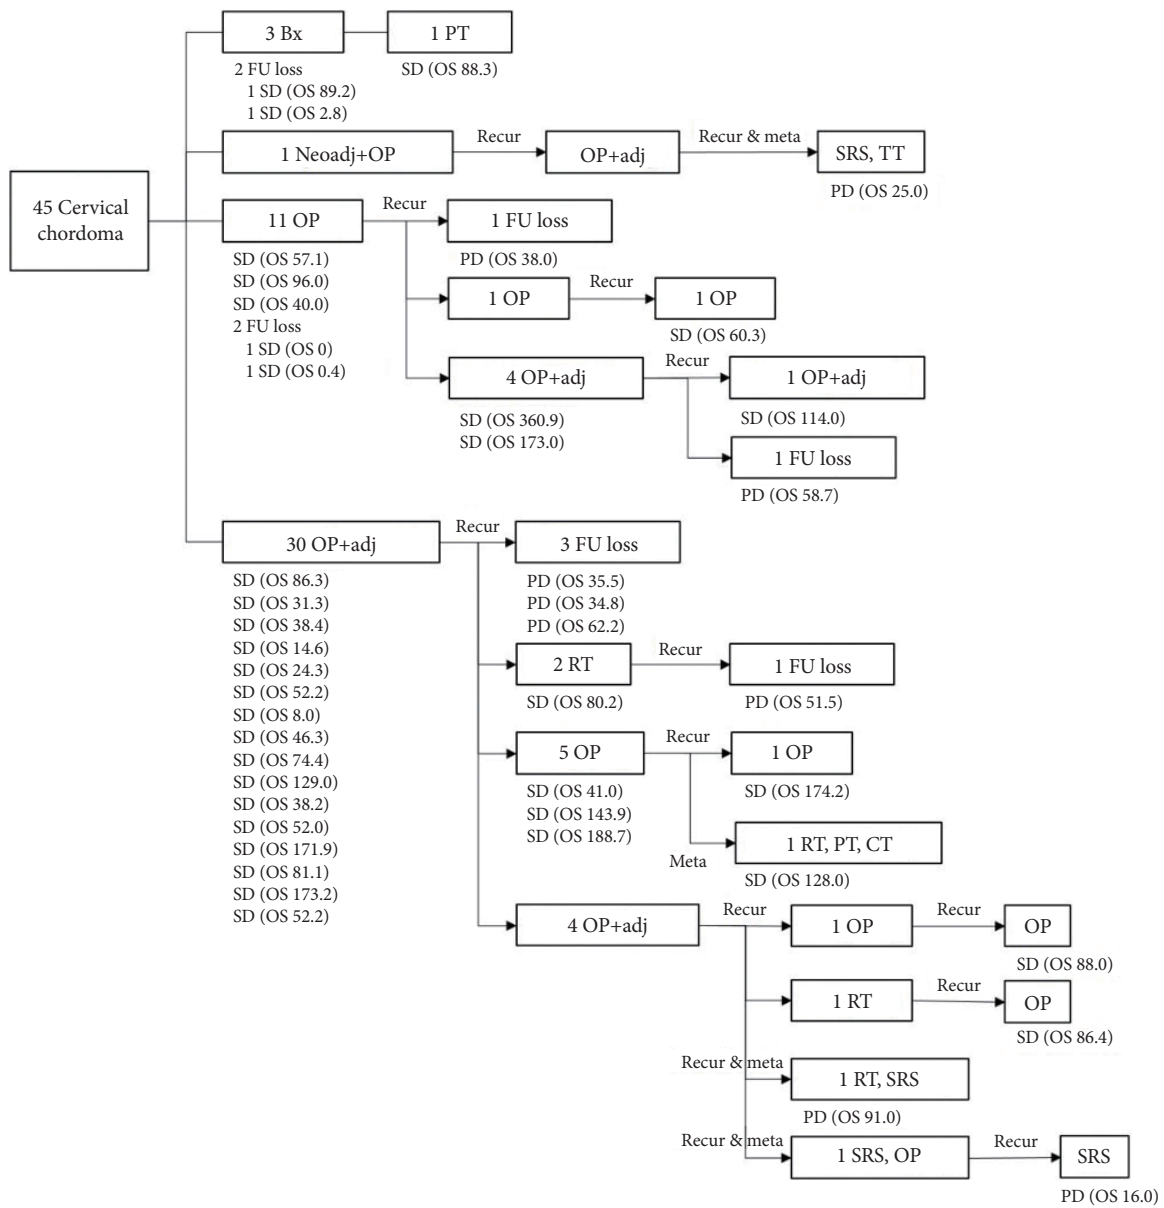 45 Cervical
chordoma
3 Bx
2 FU loss
1 SD (OS 89.2)
1 SD (OS 2.8)
1 PT
SD (OS 88.3)
1 Neoadj+OP
Recur
OP+adj
Recur & meta
SRS, TT
PD (OS 25.0)
11 OP
SD (OS 57.1)
SD (OS 96.0)
SD (OS 40.0)
2 FU loss
1 SD (OS 0)
1 SD (OS 0.4)
Recur
1 FU loss
PD (OS 38.0)
1 OP
Recur
1 OP
SD (OS 60.3)
4 OP+adj
SD (OS 360.9)
SD (OS 173.0)
Recur
1 OP+adj
SD (OS 114.0)
1 FU loss
PD (OS 58.7)
30 OP+adj
SD (OS 86.3)
SD (OS 31.3)
SD (OS 38.4)
SD (OS 14.6)
SD (OS 24.3)
SD (OS 52.2)
SD (OS 8.0)
SD (OS 46.3)
SD (OS 74.4)
SD (OS 129.0)
SD (OS 38.2)
SD (OS 52.0)
SD (OS 171.9)
SD (OS 81.1)
SD (OS 173.2)
SD (OS 52.2)
Recur
3 FU loss
PD (OS 35.5)
PD (OS 34.8)
PD (OS 62.2)
2 RT
SD (OS 80.2)
Recur
1 FU loss
PD (OS 51.5)
5 OP
SD (OS 41.0)
SD (OS 143.9)
SD (OS 188.7)
Recur
1 OP
SD (OS 174.2)
Meta
1 RT, PT, CT
SD (OS 128.0)
4 OP+adj
Recur
1 OP
Recur
OP
SD (OS 88.0)
1 RT
Recur
OP
SD (OS 86.4)
Recur & meta
1 RT, SRS
PD (OS 91.0)
Recur & meta
1 SRS, OP
Recur
SRS
PD (OS 16.0)